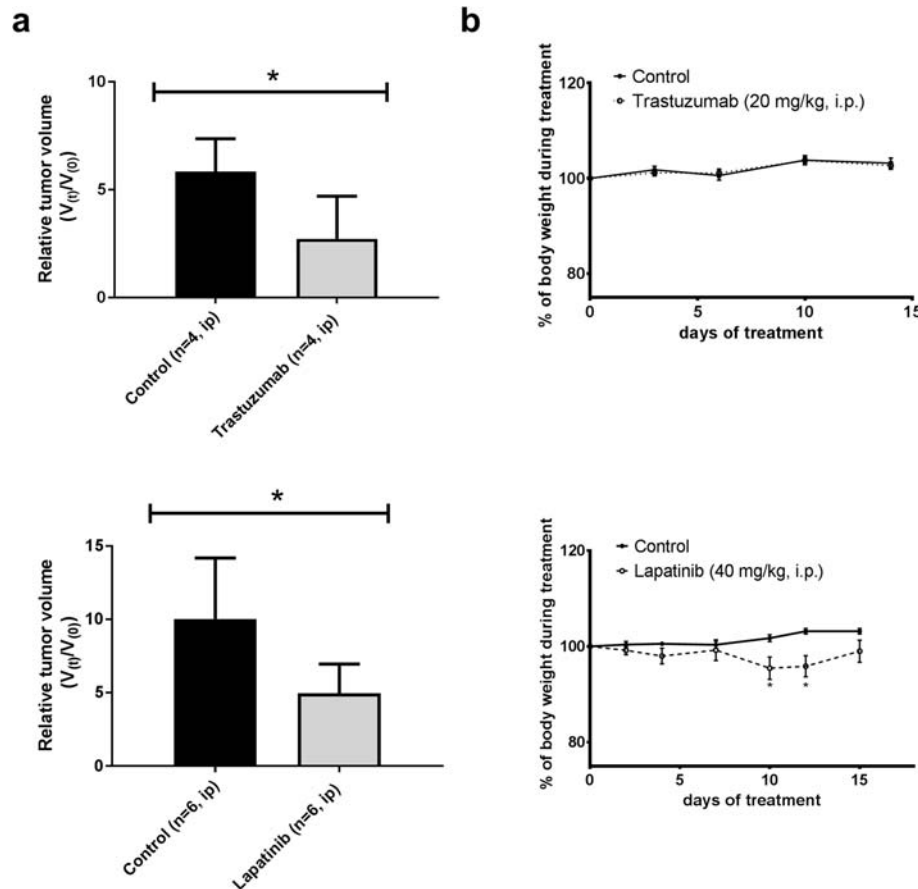 a
*
10
5
0
Relative tumor volume
(V(t)/V(0))
Control (n=4, ip)
Trastuzumab (n=4, ip)
b
Control
Trastuzumab (20 mg/kg, i.p.)
120
100
80
% of body weight during treatment
0
5
10
15
days of treatment
*
15
10
5
0
Relative tumor volume
(V(t)/V(0))
Control (n=6, ip)
Lapatinib (n=6, ip)
Control
Lapatinib (40 mg/kg, i.p.)
120
100
80
% of body weight during treatment
* *
0
5
10
15
days of treatment